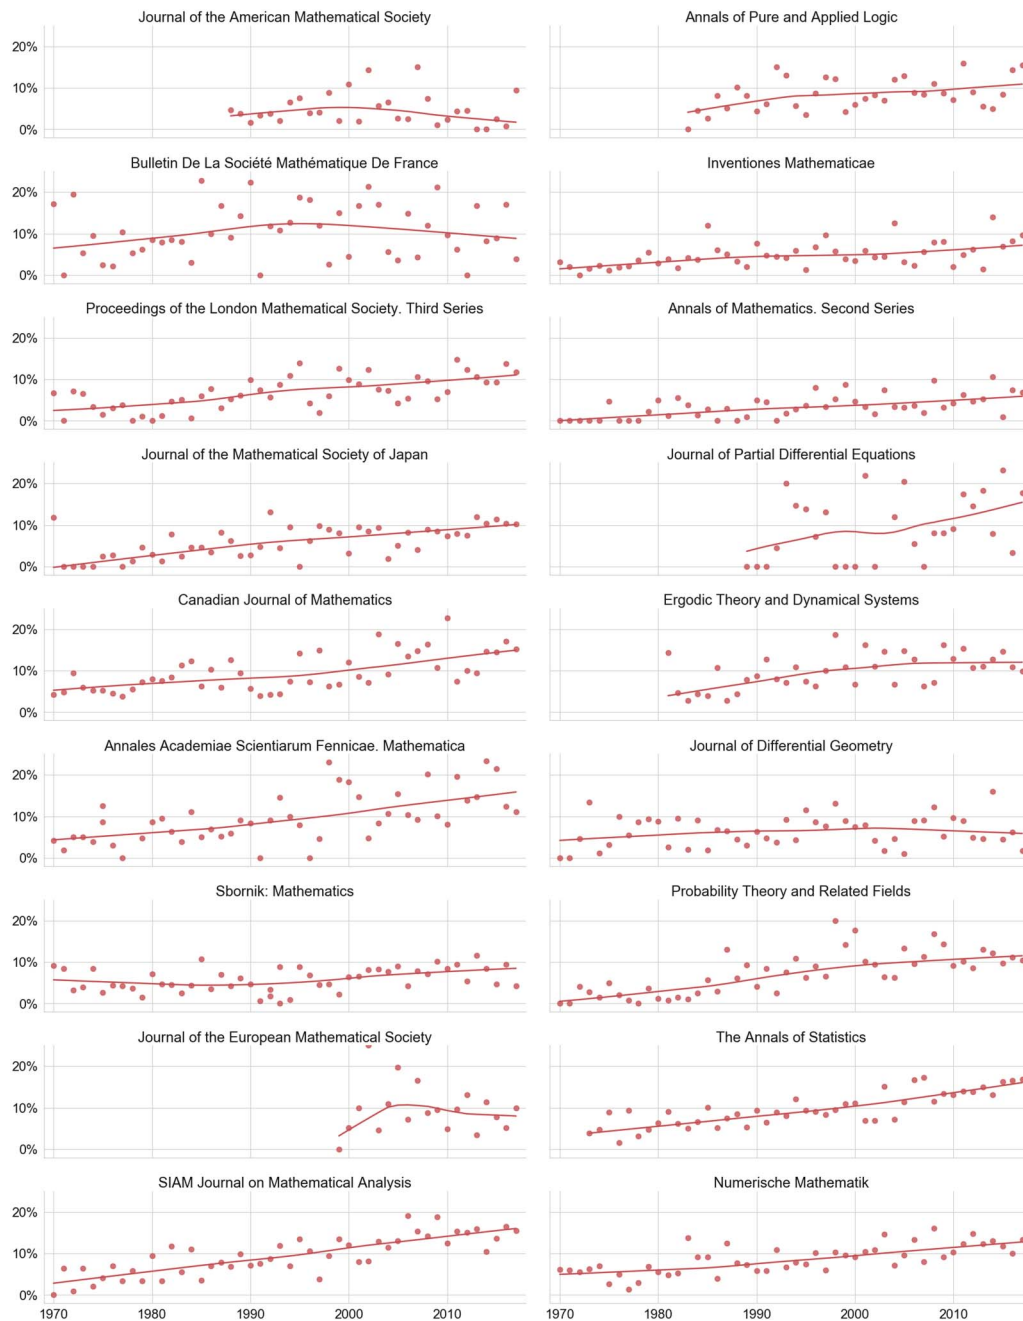 Journal of the American Mathematical Society
Annals of Pure and Applied Logic
20%
10%
0%
Bulletin De La Société Mathématique De France
Inventiones Mathematicae
20%
10%
0%
Proceedings of the London Mathematical Society. Third Series
Annals of Mathematics. Second Series
20%
10%
0%
Journal of the Mathematical Society of Japan
Journal of Partial Differential Equations
20%
10%
0%
Canadian Journal of Mathematics
Ergodic Theory and Dynamical Systems
20%
10%
0%
Annales Academiae Scientiarum Fennicae. Mathematica
Journal of Differential Geometry
20%
10%
0%
Sbornik: Mathematics
Probability Theory and Related Fields
20%
10%
0%
Journal of the European Mathematical Society
The Annals of Statistics
20%
10%
0%
SIAM Journal on Mathematical Analysis
Numerische Mathematik
20%
10%
0%
1970 1980 1990 2000 2010
1970 1980 1990 2000 2010